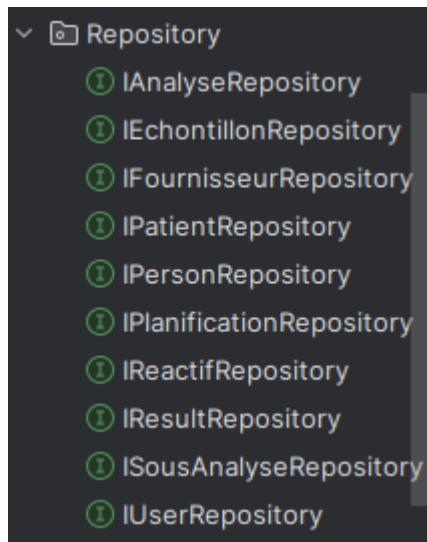 Repository
IAnalyseRepository
IEchontillonRepository
IFournisseurRepository
IPatientRepository
IPersonRepository
IPlanificationRepository
IReactifRepository
IResultRepository
ISousAnalyseRepository
IUserRepository